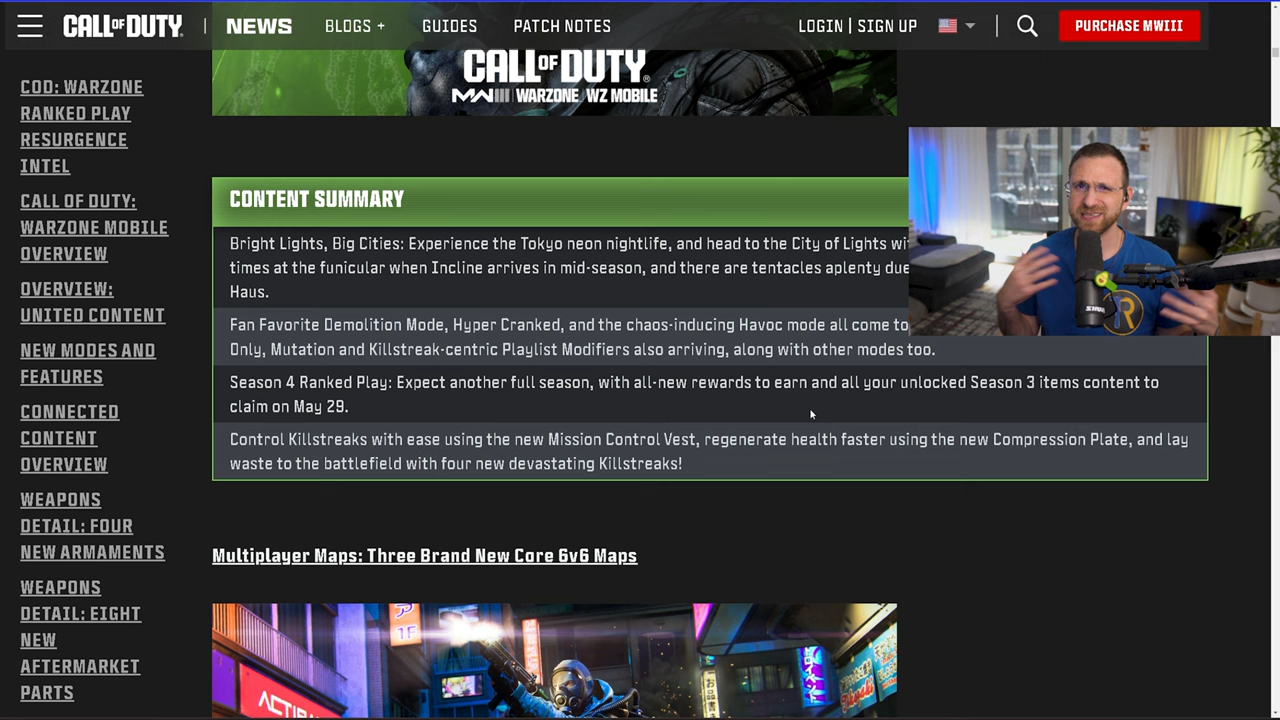 CALL OF DUTY
NEWS
BLOGS +
GUIDES
PATCH NOTES
LOGIN | SIGN UP
PURCHASE MWIII
COD: WARZONE
RANKED PLAY
RESURGENCE
INTEL
CALL OF DUTY:
WARZONE MOBILE
OVERVIEW
OVERVIEW:
UNITED CONTENT
NEW MODES AND
FEATURES
CONNECTED
CONTENT
OVERVIEW
WEAPONS
DETAIL: FOUR
NEW ARMAMENTS
WEAPONS
DETAIL: EIGHT
NEW
AFTERMARKET
PARTS
CALL OF DUTY®
MWIII | WARZONE WZ MOBILE
CONTENT SUMMARY
Bright Lights, Big Cities: Experience the Tokyo neon nightlife, and head to the City of Lights
times at the funicular when Incline arrives in mid-season, and there are tentacles aplenty due
Haus.
Fan Favorite Demolition Mode, Hyper Cranked, and the chaos-inducing Havoc mode all come to
Only, Mutation and Killstreak-centric Playlist Modifiers also arriving, along with other modes too.
Season 4 Ranked Play: Expect another full season, with all-new rewards to earn and all your unlocked Season 3 items content to
claim on May 29.
Control Killstreaks with ease using the new Mission Control Vest, regenerate health faster using the new Compression Plate, and lay
waste to the battlefield with four new devastating Killstreaks!
Multiplayer Maps: Three Brand New Core 6v6 Maps
ア
1F